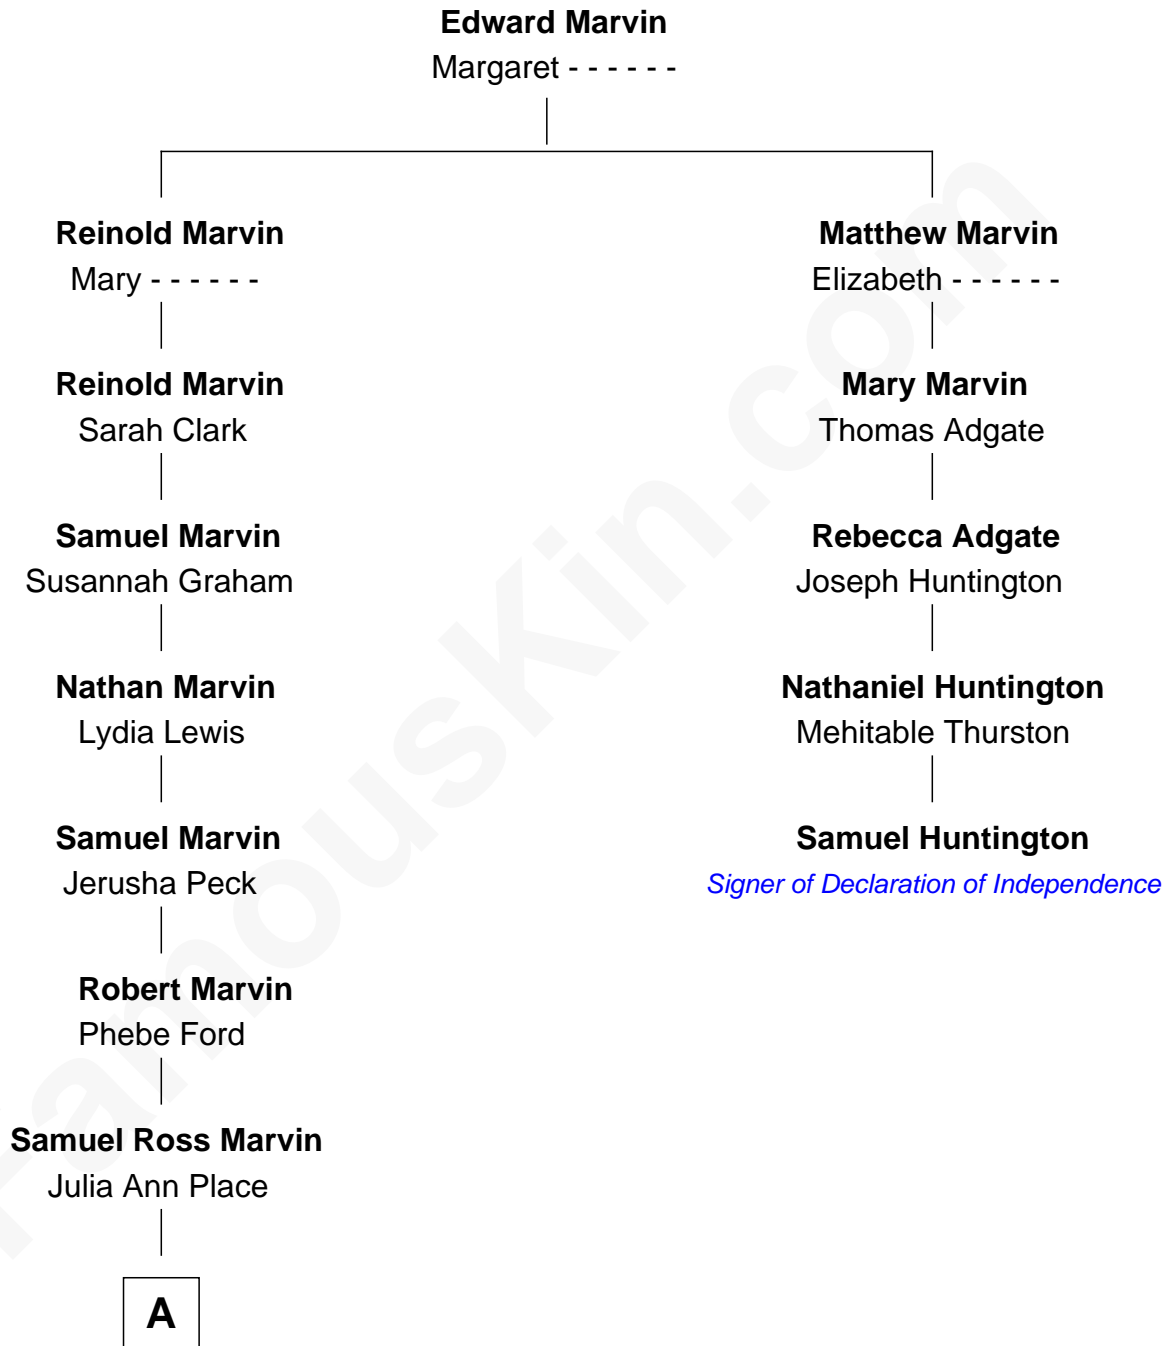 Edward Marvin
Margaret - - - - - -
Reinold Marvin
Mary - - - - - -
Reinold Marvin
Sarah Clark
Samuel Marvin
Susannah Graham
Nathan Marvin
Lydia Lewis
Samuel Marvin
Jerusha Peck
Robert Marvin
Phebe Ford
Samuel Ross Marvin
Julia Ann Place
A
Matthew Marvin
Elizabeth - - - - - -
Mary Marvin
Thomas Adgate
Rebecca Adgate
Joseph Huntington
Nathaniel Huntington
Mehitable Thurston
Samuel Huntington
Signer of Declaration of Independence
FamousKin.com